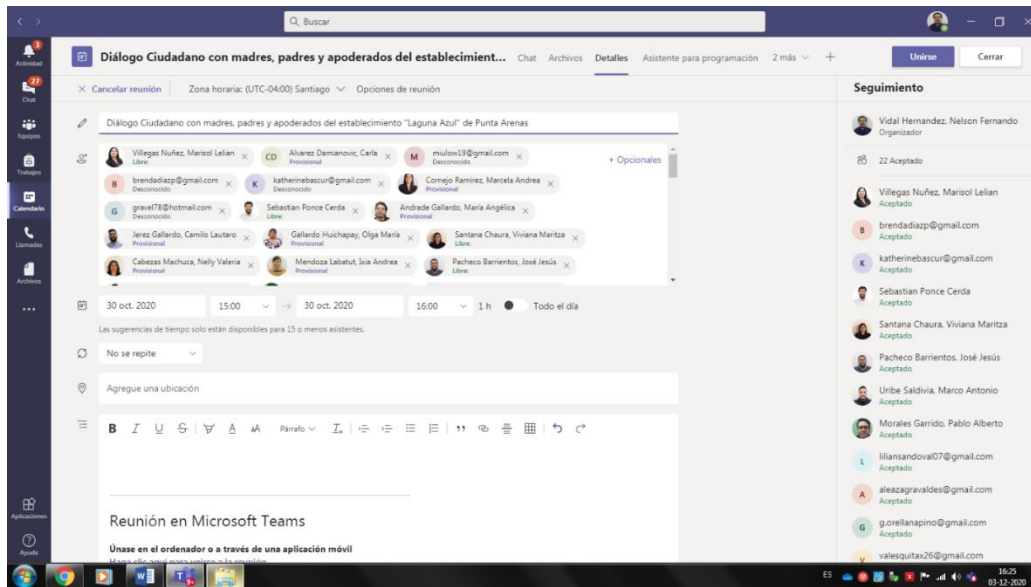 Buscar
3
Actividad
27
Chat
Equipos
Trabajos
Calendario
Llamadas
Archivos
Aplicaciones
Ayuda
Diálogo Ciudadano con madres, padres y apoderados del establecimient... Chat Archivos Detalles Asistente para programación 2 más
Unirse Cerrar
Cancelar reunión Zona horaria: (UTC-04:00) Santiago Opciones de reunión
Diálogo Ciudadano con madres, padres y apoderados del establecimiento "Laguna Azul" de Punta Arenas
Villegas Nuñez, Marisol Lelian
Libre
CD Alvarez Damianovic, Carla
Provisional
M miulow19@gmail.com
Desconocido
+ Opcionales
B brendadiazp@gmail.com
Desconocido
K katherinebascur@gmail.com
Desconocido
Cornejo Ramirez, Marcela Andrea
Provisional
G gravel78@hotmail.com
Desconocido
Sebastian Ponce Cerda
Libre
Andrade Gallardo, María Angélica
Provisional
Jerez Gallardo, Camilo Lautaro
Provisional
Gallardo Huichapay, Olga María
Provisional
Santana Chaura, Viviana Maritza
Libre
Cabezas Machuca, Nelly Valeria
Provisional
Mendoza Labatut, Ixia Andrea
Provisional
Pacheco Barrientos, José Jesús
Libre
30 oct. 2020 15:00 → 30 oct. 2020 16:00 1 h Todo el día
Las sugerencias de tiempo solo están disponibles para 15 o menos asistentes.
No se repite
Agregue una ubicación
B I U S A AA Párrafo
Reunión en Microsoft Teams
Únase en el ordenador o a través de una aplicación móvil
Haga clic aquí para unirse a la reunión
Seguimiento
Vidal Hernandez, Nelson Fernando
Organizador
22 Aceptado
Villegas Nuñez, Marisol Lelian
Aceptado
B brendadiazp@gmail.com
Aceptado
K katherinebascur@gmail.com
Aceptado
Sebastian Ponce Cerda
Aceptado
Santana Chaura, Viviana Maritza
Aceptado
Pacheco Barrientos, José Jesús
Aceptado
Uribe Saldivia, Marco Antonio
Aceptado
Morales Garrido, Pablo Alberto
Aceptado
L liliansandoval07@gmail.com
Aceptado
A aleazagravaldes@gmail.com
Aceptado
G g.orellanapino@gmail.com
Aceptado
V valesquitax26@gmail.com
ES 16:25
03-12-2020